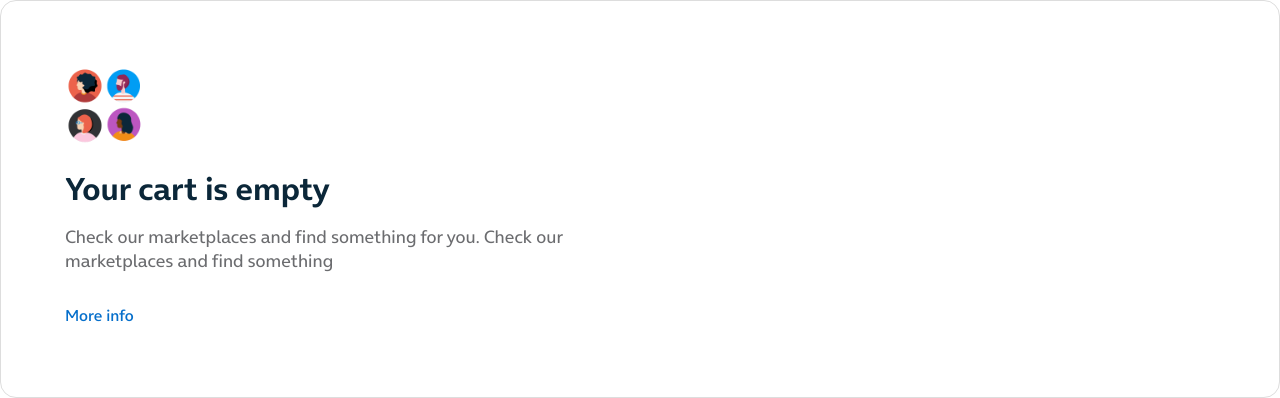 Your cart is empty
Check our marketplaces and find something for you. Check our
marketplaces and find something
More info